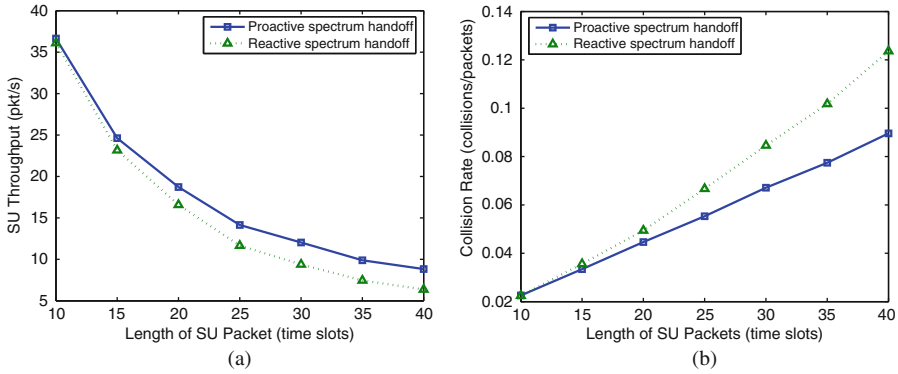 Proactive spectrum handoff
Reactive spectrum handoff
SU Throughput (pkt/s)
40
35
30
25
20
15
10
5
10 15 20 25 30 35 40
Length of SU Packet (time slots)
(a)
Proactive spectrum handoff
Reactive spectrum handoff
Collision Rate (collisions/packets)
0.14
0.12
0.1
0.08
0.06
0.04
0.02
10 15 20 25 30 35 40
Length of SU Packets (time slots)
(b)